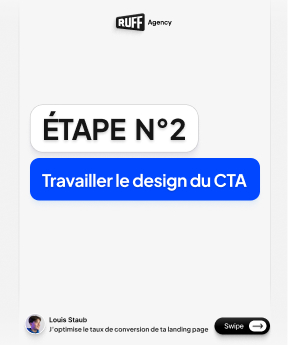 RUFF Agency
ÉTAPE N°2
Travailler le design du CTA
Louis Staub
J'optimise le taux de conversion de ta landing page
Swipe